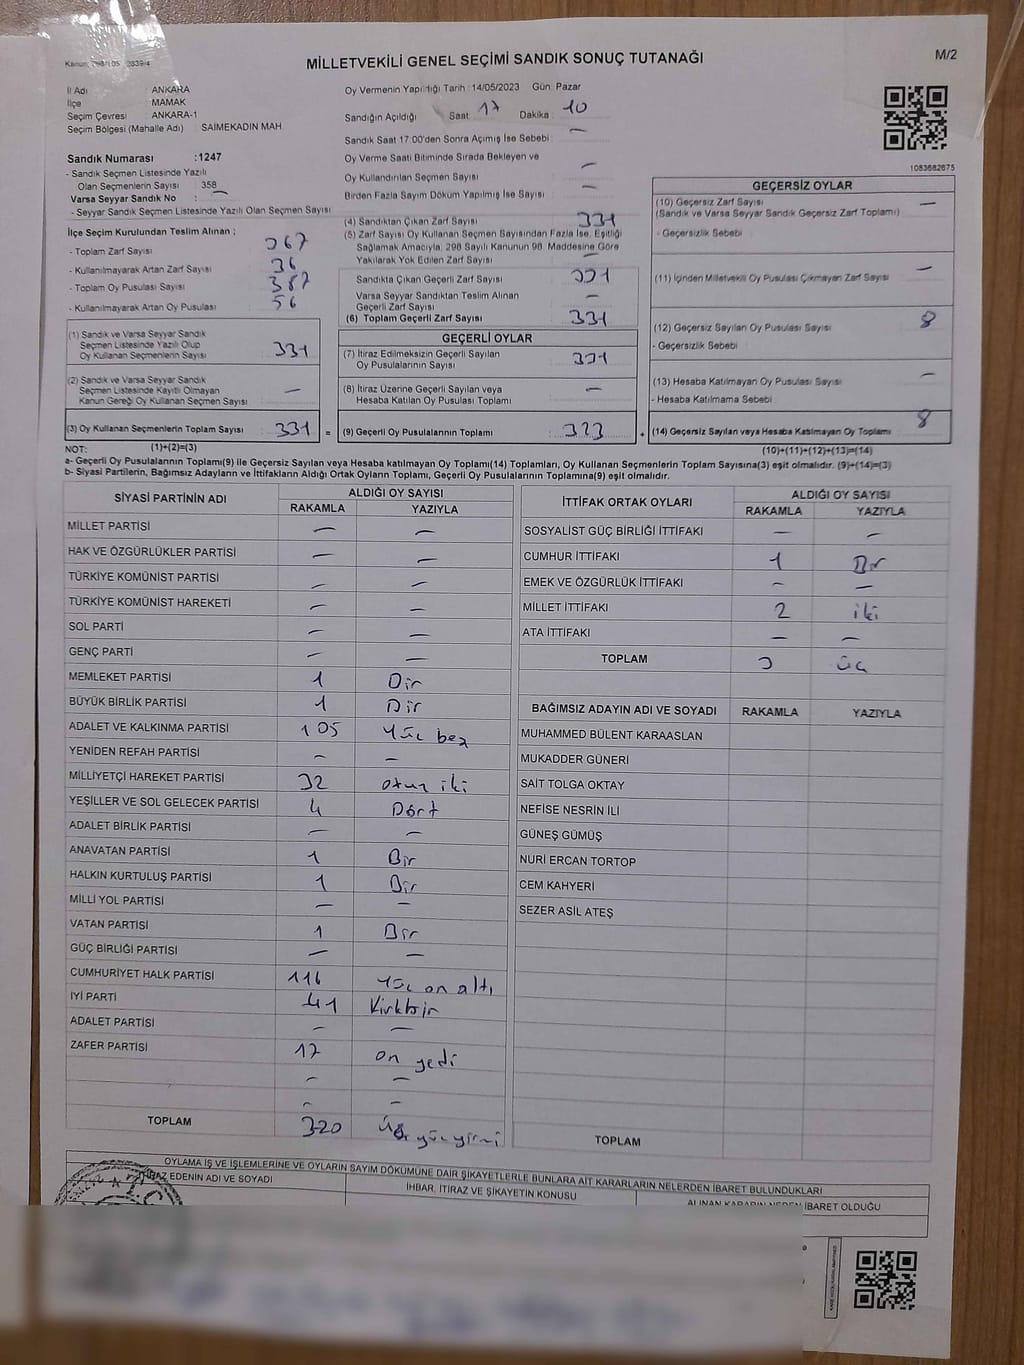 MİLLETVEKİLİ GENEL SEÇİMİ SANDIK SONUÇ TUTANAĞI
M/2
İl Adı : ANKARA
İlçe : MAMAK
Seçim Çevresi : ANKARA-1
Seçim Bölgesi (Mahalle Adı) : SAİMEKADIN MAH.
Sandık Numarası :1247
- Sandık Seçmen Listesinde Yazılı
Olan Seçmenlerin Sayısı : 358
Varsa Seyyar Sandık No : –
- Seyyar Sandık Seçmen Listesinde Yazılı Olan Seçmen Sayısı
İlçe Seçim Kurulundan Teslim Alınan ;
- Toplam Zarf Sayısı 367
- Kullanılmayarak Artan Zarf Sayısı 36
- Toplam Oy Pusulası Sayısı 387
- Kullanılmayarak Artan Oy Pusulası 56
(1) Sandık ve Varsa Seyyar Sandık
Seçmen Listesinde Yazılı Olup
Oy Kullanan Seçmenlerin Sayısı 331
(2) Sandık ve Varsa Seyyar Sandık
Seçmen Listesinde Kayıtlı Olmayan
Kanun Gereği Oy Kullanan Seçmen Sayısı –
(3) Oy Kullanan Seçmenlerin Toplam Sayısı 331 =
Oy Vermenin Yapıldığı Tarih : 14/05/2023 Gün: Pazar
Sandığın Açıldığı Saat : 17 Dakika : 10
Sandık Saat 17:00'den Sonra Açılmış İse Sebebi : –
Oy Verme Saati Bitiminde Sırada Bekleyen ve
Oy Kullandırılan Seçmen Sayısı : –
Birden Fazla Sayım Döküm Yapılmış İse Sayısı : –
(4) Sandıktan Çıkan Zarf Sayısı 331
(5) Zarf Sayısı Oy Kullanan Seçmen Sayısından Fazla İse, Eşitliği
Sağlamak Amacıyla; 298 Sayılı Kanunun 98. Maddesine Göre
Yakılarak Yok Edilen Zarf Sayısı –
Sandıkta Çıkan Geçerli Zarf Sayısı 331
Varsa Seyyar Sandıktan Teslim Alınan
Geçerli Zarf Sayısı –
(6) Toplam Geçerli Zarf Sayısı 331
GEÇERLİ OYLAR
(7) İtiraz Edilmeksizin Geçerli Sayılan
Oy Pusulalarının Sayısı
(8) İtiraz Üzerine Geçerli Sayılan veya
Hesaba Katılan Oy Pusulası Toplamı –
(9) Geçerli Oy Pusulalarının Toplamı 323 +
1083682675
GEÇERSİZ OYLAR
(10) Geçersiz Zarf Sayısı –
(Sandık ve Varsa Seyyar Sandık Geçersiz Zarf Toplamı)
- Geçersizlik Sebebi :
(11) İçinden Milletvekili Oy Pusulası Çıkmayan Zarf Sayısı –
(12) Geçersiz Sayılan Oy Pusulası Sayısı 8
- Geçersizlik Sebebi :
(13) Hesaba Katılmayan Oy Pusulası Sayısı –
- Hesaba Katılmama Sebebi :
(14) Geçersiz Sayılan veya Hesaba Katılmayan Oy Toplamı 8
NOT: (1)+(2)=(3) (10)+(11)+(12)+(13)=(14)
a- Geçerli Oy Pusulalarının Toplamı(9) ile Geçersiz Sayılan veya Hesaba katılmayan Oy Toplamı(14) Toplamları, Oy Kullanan Seçmenlerin Toplam Sayısına(3) eşit olmalıdır. (9)+(14)=(3)
b- Siyasi Partilerin, Bağımsız Adayların ve İttifakların Aldığı Ortak Oyların Toplamı, Geçerli Oy Pusulalarının Toplamına(9) eşit olmalıdır.
SİYASİ PARTİNİN ADI ALDIĞI OY SAYISI
RAKAMLA YAZIYLA
MİLLET PARTİSİ – –
HAK VE ÖZGÜRLÜKLER PARTİSİ – –
TÜRKİYE KOMÜNİST PARTİSİ – –
TÜRKİYE KOMÜNİST HAREKETİ – –
SOL PARTİ – –
GENÇ PARTİ – –
MEMLEKET PARTİSİ 1 Bir
BÜYÜK BİRLİK PARTİSİ 1 Bir
ADALET VE KALKINMA PARTİSİ 105 Yüz beş
YENİDEN REFAH PARTİSİ – –
MİLLİYETÇİ HAREKET PARTİSİ 32 otuz iki
YEŞİLLER VE SOL GELECEK PARTİSİ 4 Dört
ADALET BİRLİK PARTİSİ – –
ANAVATAN PARTİSİ 1 Bir
HALKIN KURTULUŞ PARTİSİ 1 Bir
MİLLİ YOL PARTİSİ – –
VATAN PARTİSİ 1 Bir
GÜÇ BİRLİĞİ PARTİSİ – –
CUMHURİYET HALK PARTİSİ 116 Yüz on altı
İYİ PARTİ 41 Kırkbir
ADALET PARTİSİ – –
ZAFER PARTİSİ 17 on yedi
– –
– –
TOPLAM 320 Üçyüzyirmi
İTTİFAK ORTAK OYLARI ALDIĞI OY SAYISI
RAKAMLA YAZIYLA
SOSYALİST GÜÇ BİRLİĞİ İTTİFAKI – –
CUMHUR İTTİFAKI 1 Bir
EMEK VE ÖZGÜRLÜK İTTİFAKI – –
MİLLET İTTİFAKI 2 iki
ATA İTTİFAKI – –
TOPLAM 3 üç
BAĞIMSIZ ADAYIN ADI VE SOYADI RAKAMLA YAZIYLA
MUHAMMED BÜLENT KARAASLAN
MUKADDER GÜNERİ
SAİT TOLGA OKTAY
NEFİSE NESRİN İLİ
GÜNEŞ GÜMÜŞ
NURİ ERCAN TORTOP
CEM KAHYERİ
SEZER ASİL ATEŞ
TOPLAM
OYLAMA İŞ VE İŞLEMLERİNE VE OYLARIN SAYIM DÖKÜMÜNE DAİR ŞİKAYETLERLE BUNLARA AİT KARARLARIN NELERDEN İBARET BULUNDUKLARI
EDENİN ADI VE SOYADI
İHBAR, İTİRAZ VE ŞİKAYETİN KONUSU
ALINAN KARARIN NEDEN İBARET OLDUĞU